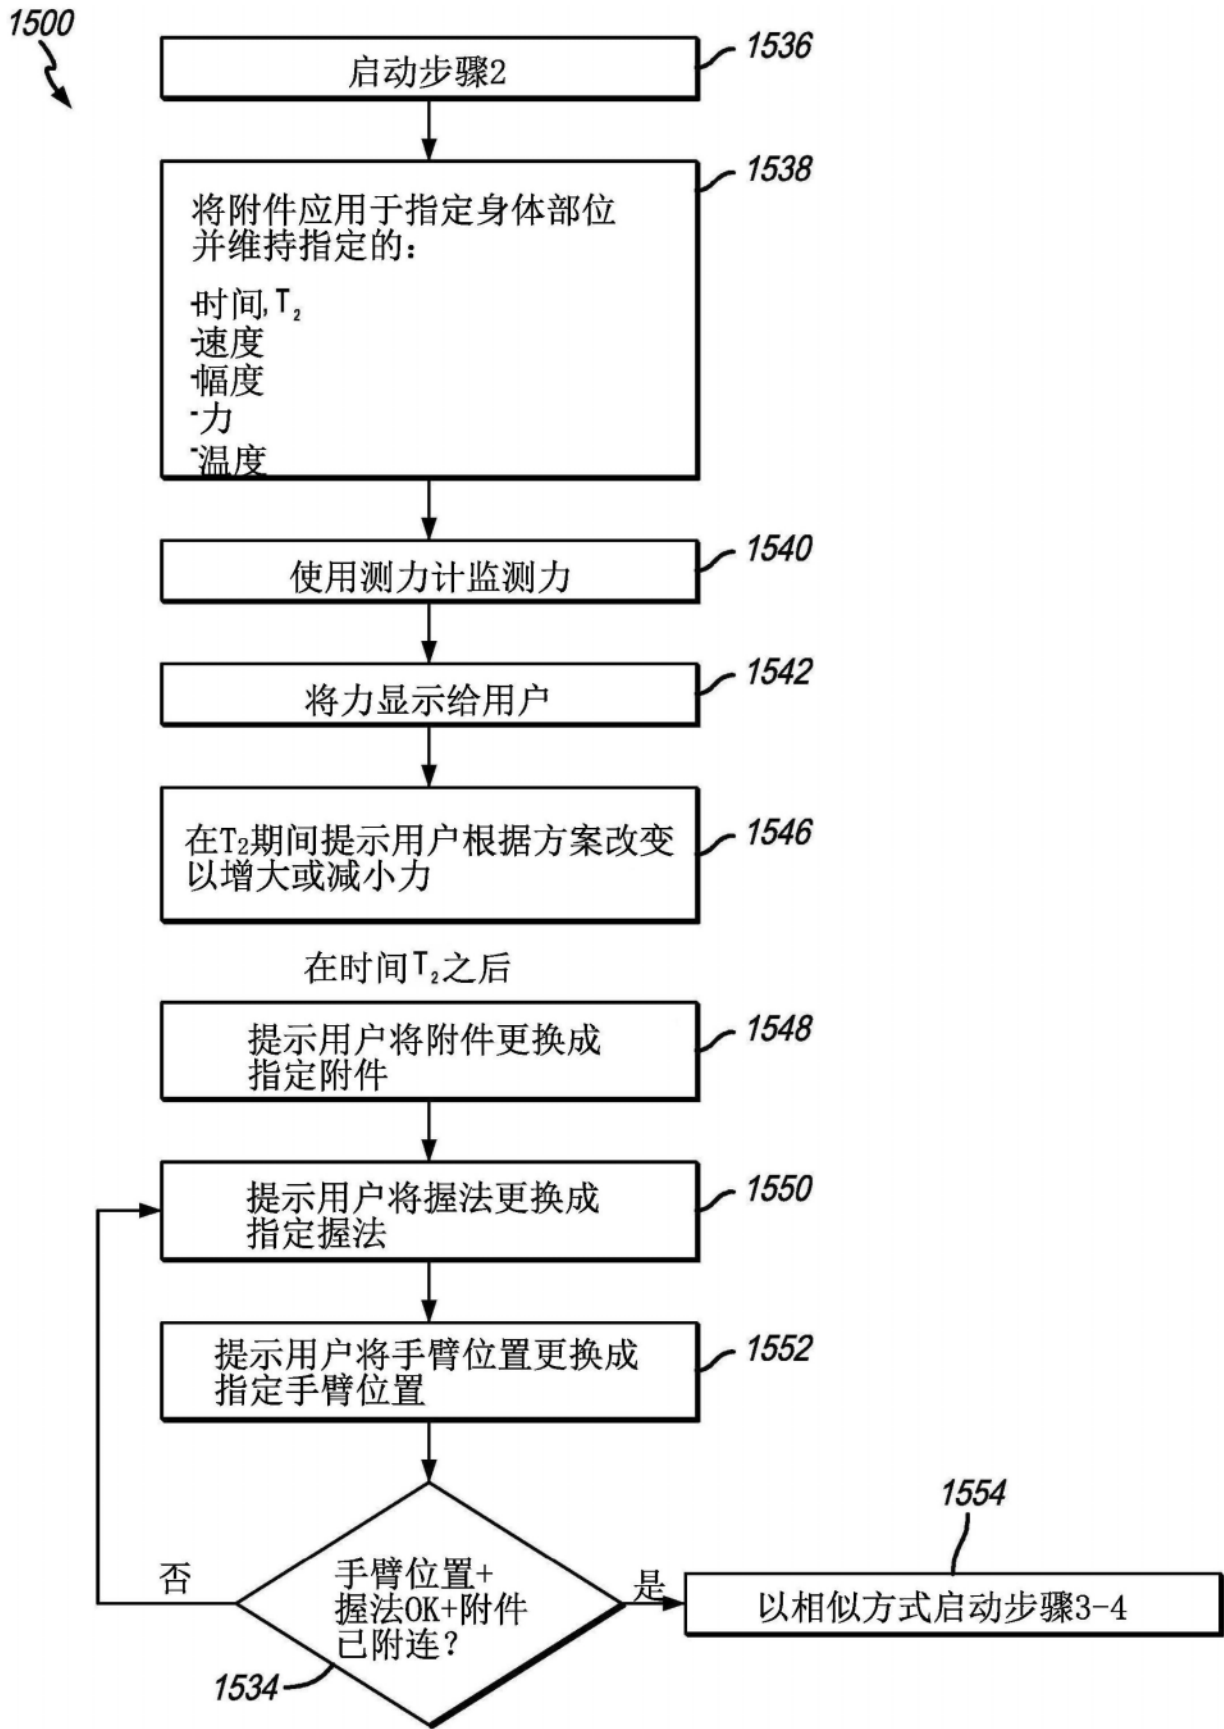 1500
启动步骤2
1536
将附件应用于指定身体部位
并维持指定的：
1538
-时间,T₂
-速度
-幅度
-力
-温度
使用测力计监测力
1540
将力显示给用户
1542
在T₂期间提示用户根据方案改变
以增大或减小力
1546
在时间T₂之后
提示用户将附件更换成
指定附件
1548
提示用户将握法更换成
指定握法
1550
提示用户将手臂位置更换成
指定手臂位置
1552
手臂位置+
握法OK+附件
已附连？
1534
否
是
以相似方式启动步骤3-4
1554